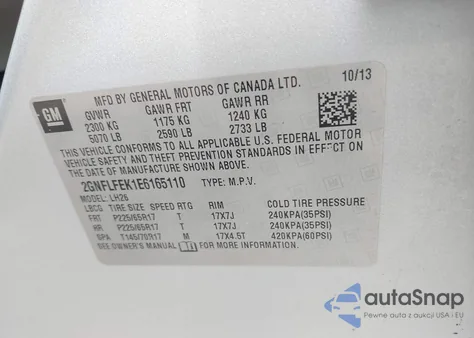 GM
MFD BY GENERAL MOTORS OF CANADA LTD. 10/13
GVWR GAWR FRT GAWR RR
2300 KG 1175 KG 1240 KG
5070 LB 2590 LB 2733 LB
THIS VEHICLE CONFORMS TO ALL APPLICABLE U.S. FEDERAL MOTOR
VEHICLE SAFETY AND THEFT PREVENTION STANDARDS IN EFFECT ON
THE DATE OF MANUFACTURE SHOWN ABOVE.
2GNFLFEK1E6165110 TYPE: M.P.V.
MODEL: LH26
LBCG TIRE SIZE SPEED RTG RIM COLD TIRE PRESSURE
FRT P225/65R17 T 17X7J 240KPA(35PSI)
RR P225/65R17 T 17X7J 240KPA(35PSI)
SPA T145/70R17 M 17X4.5T 420KPA(60PSI)
SEE OWNER'S MANUAL FOR MORE INFORMATION.
autoSnap
Pewne auta z aukcji USA i EU